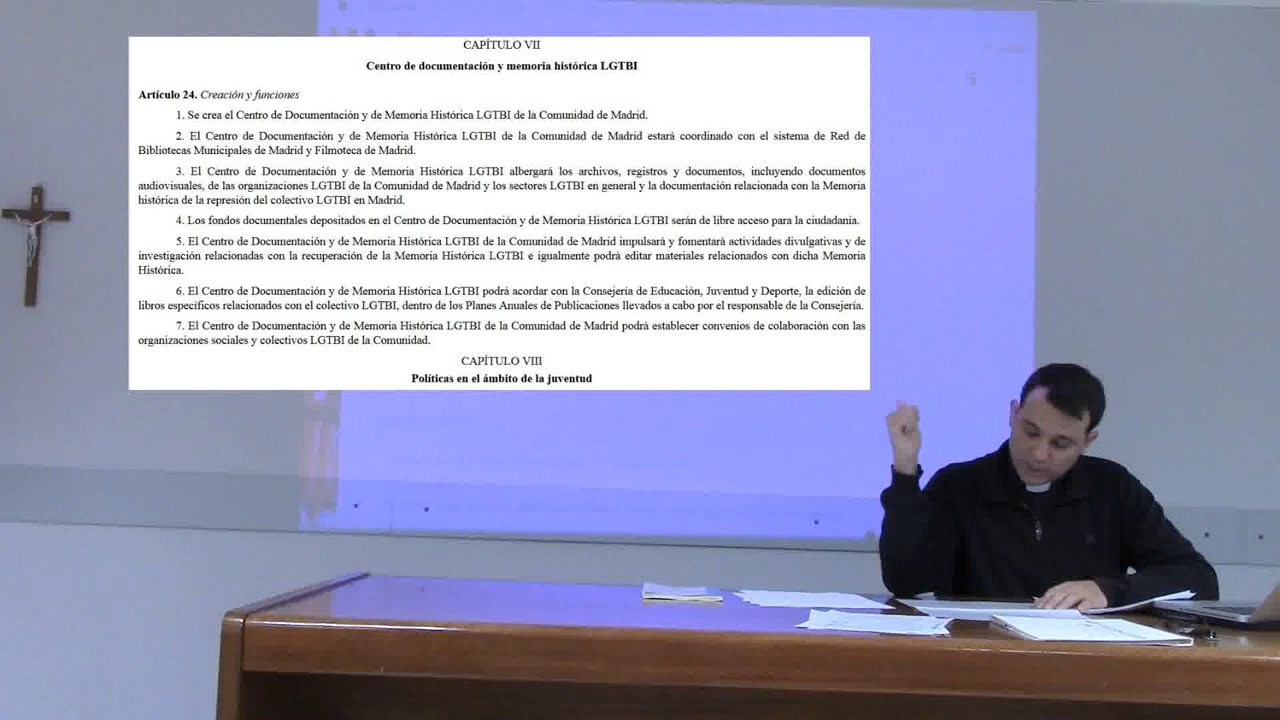 CAPÍTULO VII
Centro de documentación y memoria histórica LGTBI
Artículo 24. Creación y funciones
1. Se crea el Centro de Documentación y de Memoria Histórica LGTBI de la Comunidad de Madrid.
2. El Centro de Documentación y de Memoria Histórica LGTBI de la Comunidad de Madrid estará coordinado con el sistema de Red de
Bibliotecas Municipales de Madrid y Filmoteca de Madrid.
3. El Centro de Documentación y de Memoria Histórica LGTBI albergará los archivos, registros y documentos, incluyendo documentos
audiovisuales, de las organizaciones LGTBI de la Comunidad de Madrid y los sectores LGTBI en general y la documentación relacionada con la Memoria
histórica de la represión del colectivo LGTBI en Madrid.
4. Los fondos documentales depositados en el Centro de Documentación y de Memoria Histórica LGTBI serán de libre acceso para la ciudadanía.
5. El Centro de Documentación y de Memoria Histórica LGTBI de la Comunidad de Madrid impulsará y fomentará actividades divulgativas y de
investigación relacionadas con la recuperación de la Memoria Histórica LGTBI e igualmente podrá editar materiales relacionados con dicha Memoria
Histórica.
6. El Centro de Documentación y de Memoria Histórica LGTBI podrá acordar con la Consejería de Educación, Juventud y Deporte, la edición de
libros específicos relacionados con el colectivo LGTBI, dentro de los Planes Anuales de Publicaciones llevados a cabo por el responsable de la Consejería.
7. El Centro de Documentación y de Memoria Histórica LGTBI de la Comunidad de Madrid podrá establecer convenios de colaboración con las
organizaciones sociales y colectivos LGTBI de la Comunidad.
CAPÍTULO VIII
Políticas en el ámbito de la juventud